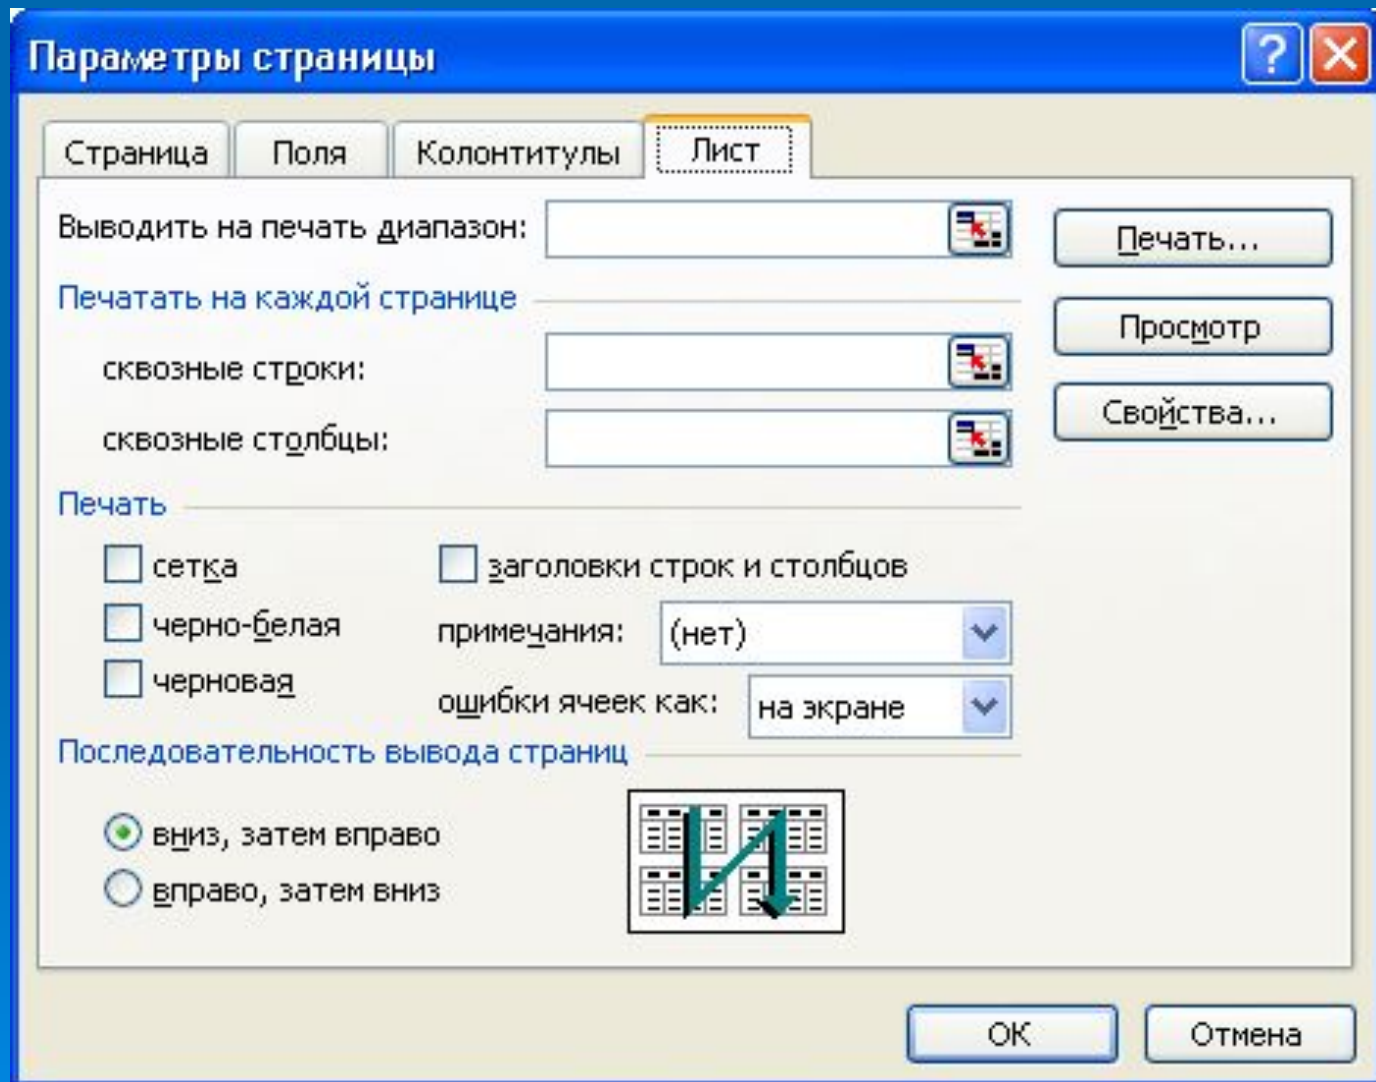 Параметры страницы
Страница Поля Колонтитулы Лист
Выводить на печать диапазон:
Печать...
Печатать на каждой странице
Просмотр
сквозные строки:
Свойства...
сквозные столбцы:
Печать
сетка
заголовки строк и столбцов
черно-белая
примечания: (нет)
черновая
ошибки ячеек как: на экране
Последовательность вывода страниц
вниз, затем вправо
вправо, затем вниз
ОК Отмена